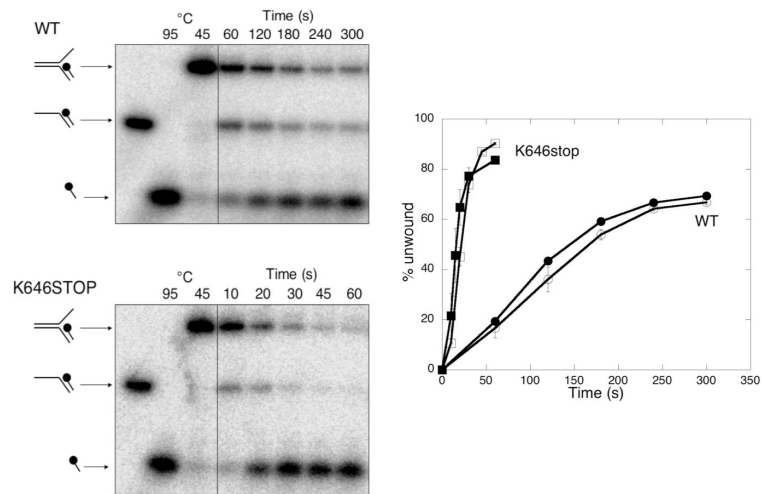 WT
°C Time (s)
95 45 60 120 180 240 300
K646STOP
°C Time (s)
95 45 10 20 30 45 60
% unwound
100
80
60
40
20
0
K646stop
WT
0 50 100 150 200 250 300 350
Time (s)